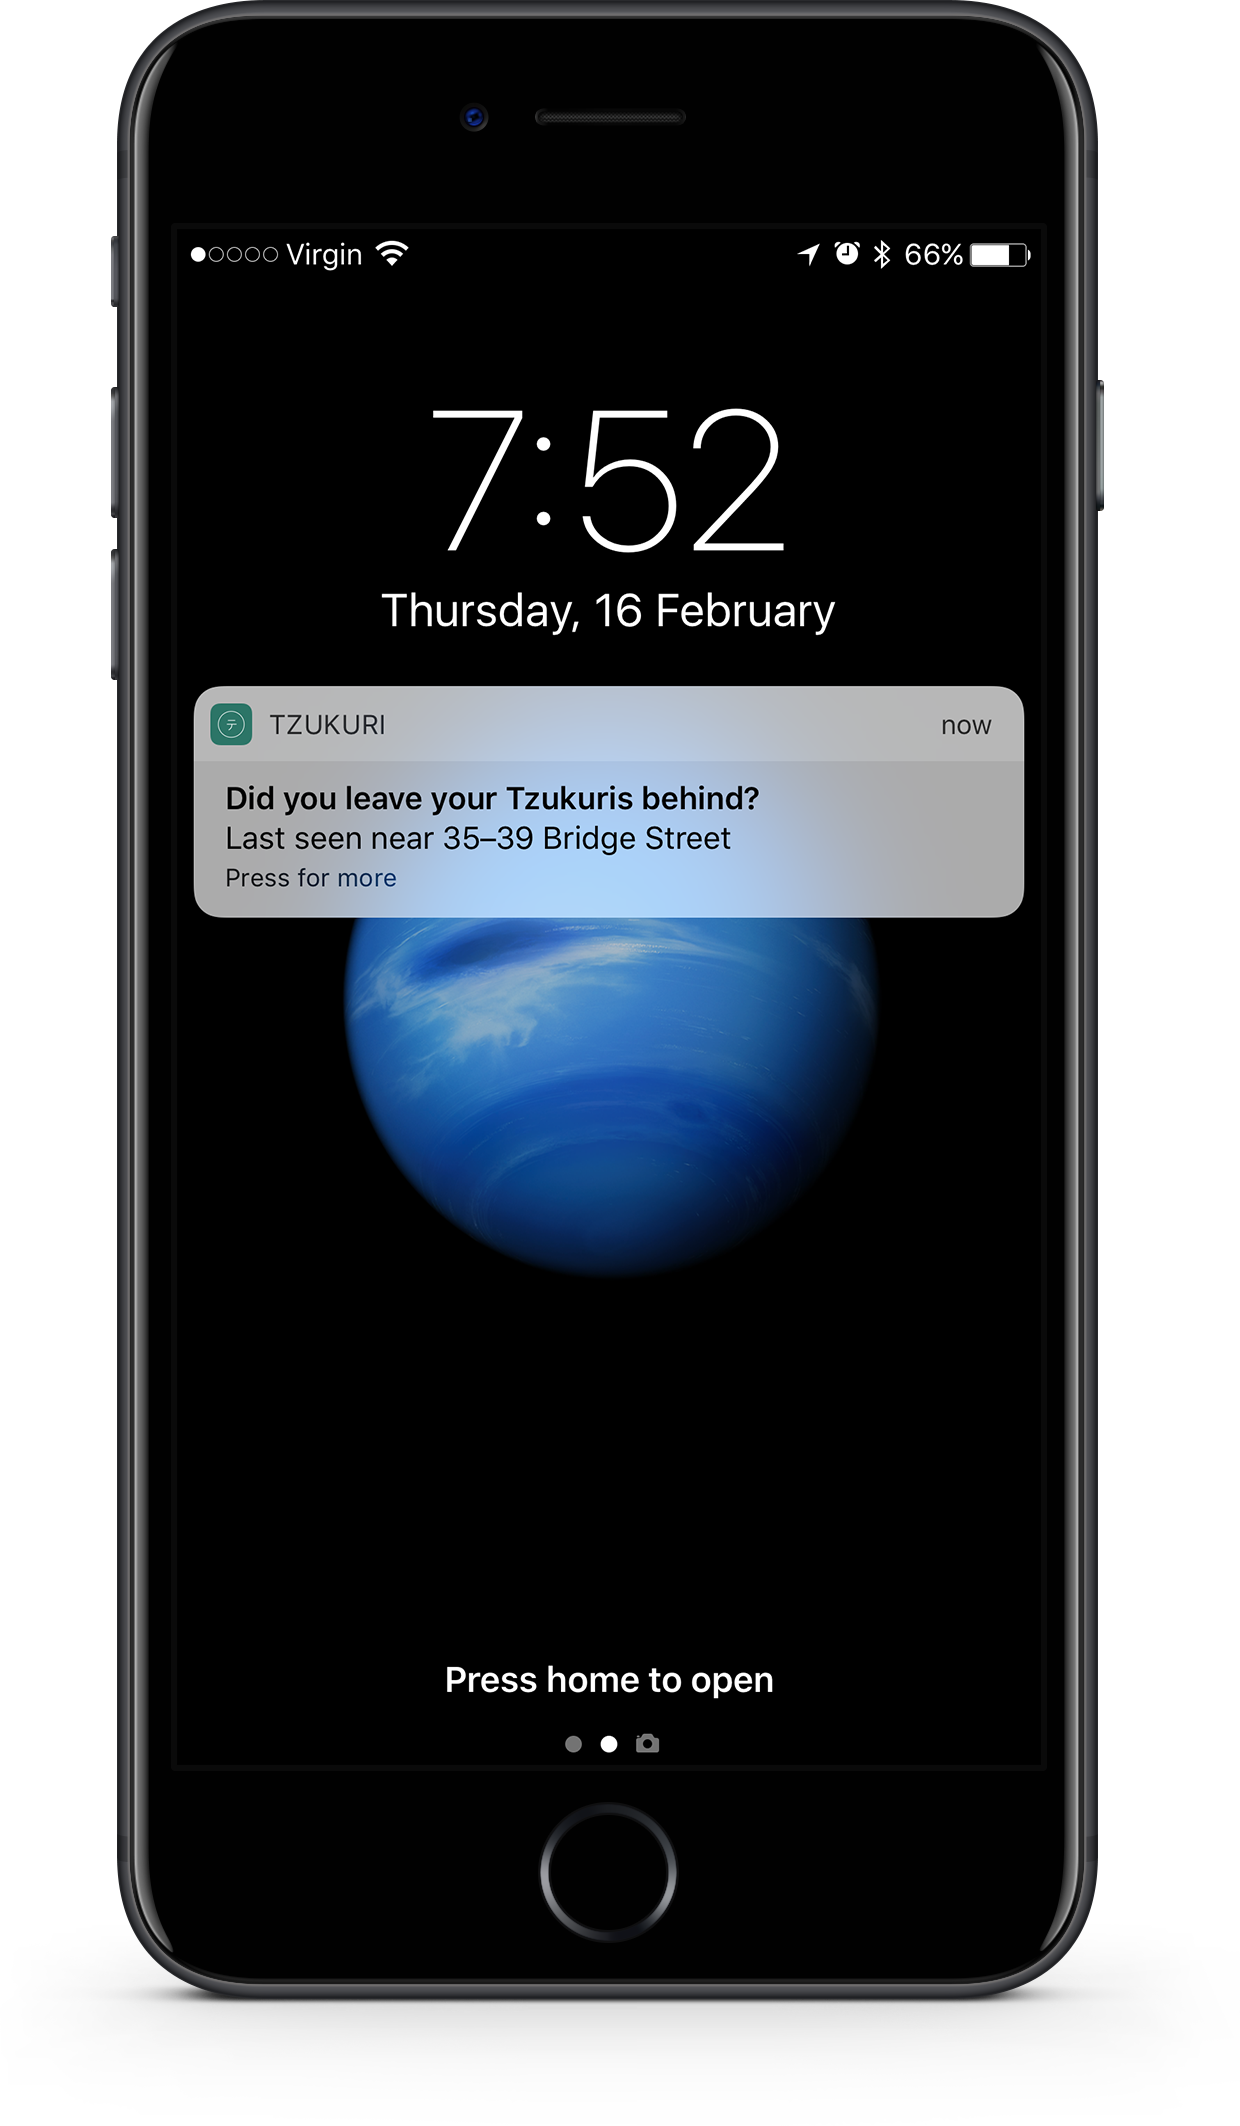 Virgin 66%
7:52
Thursday, 16 February
テ TZUKURI now
Did you leave your Tzukuris behind?
Last seen near 35–39 Bridge Street
Press for more
Press home to open